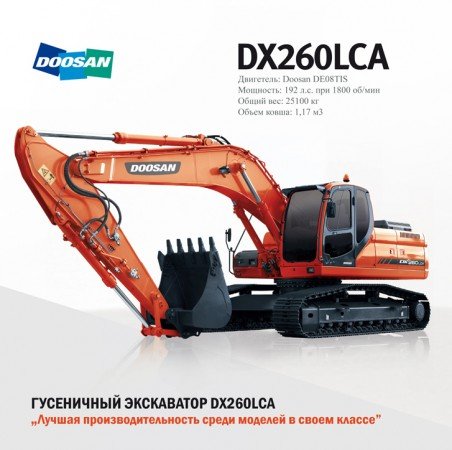 DOOSAN
DX260LCA
Двигатель: Doosan DE08TIS
Мощность: 192 л.с. при 1800 об/мин
Общий вес: 25100 кг
Объем ковша: 1,17 м3
DOOSAN
ГУСЕНИЧНЫЙ ЭКСКАВАТОР DX260LCA
„Лучшая производительность среди моделей в своем классе”